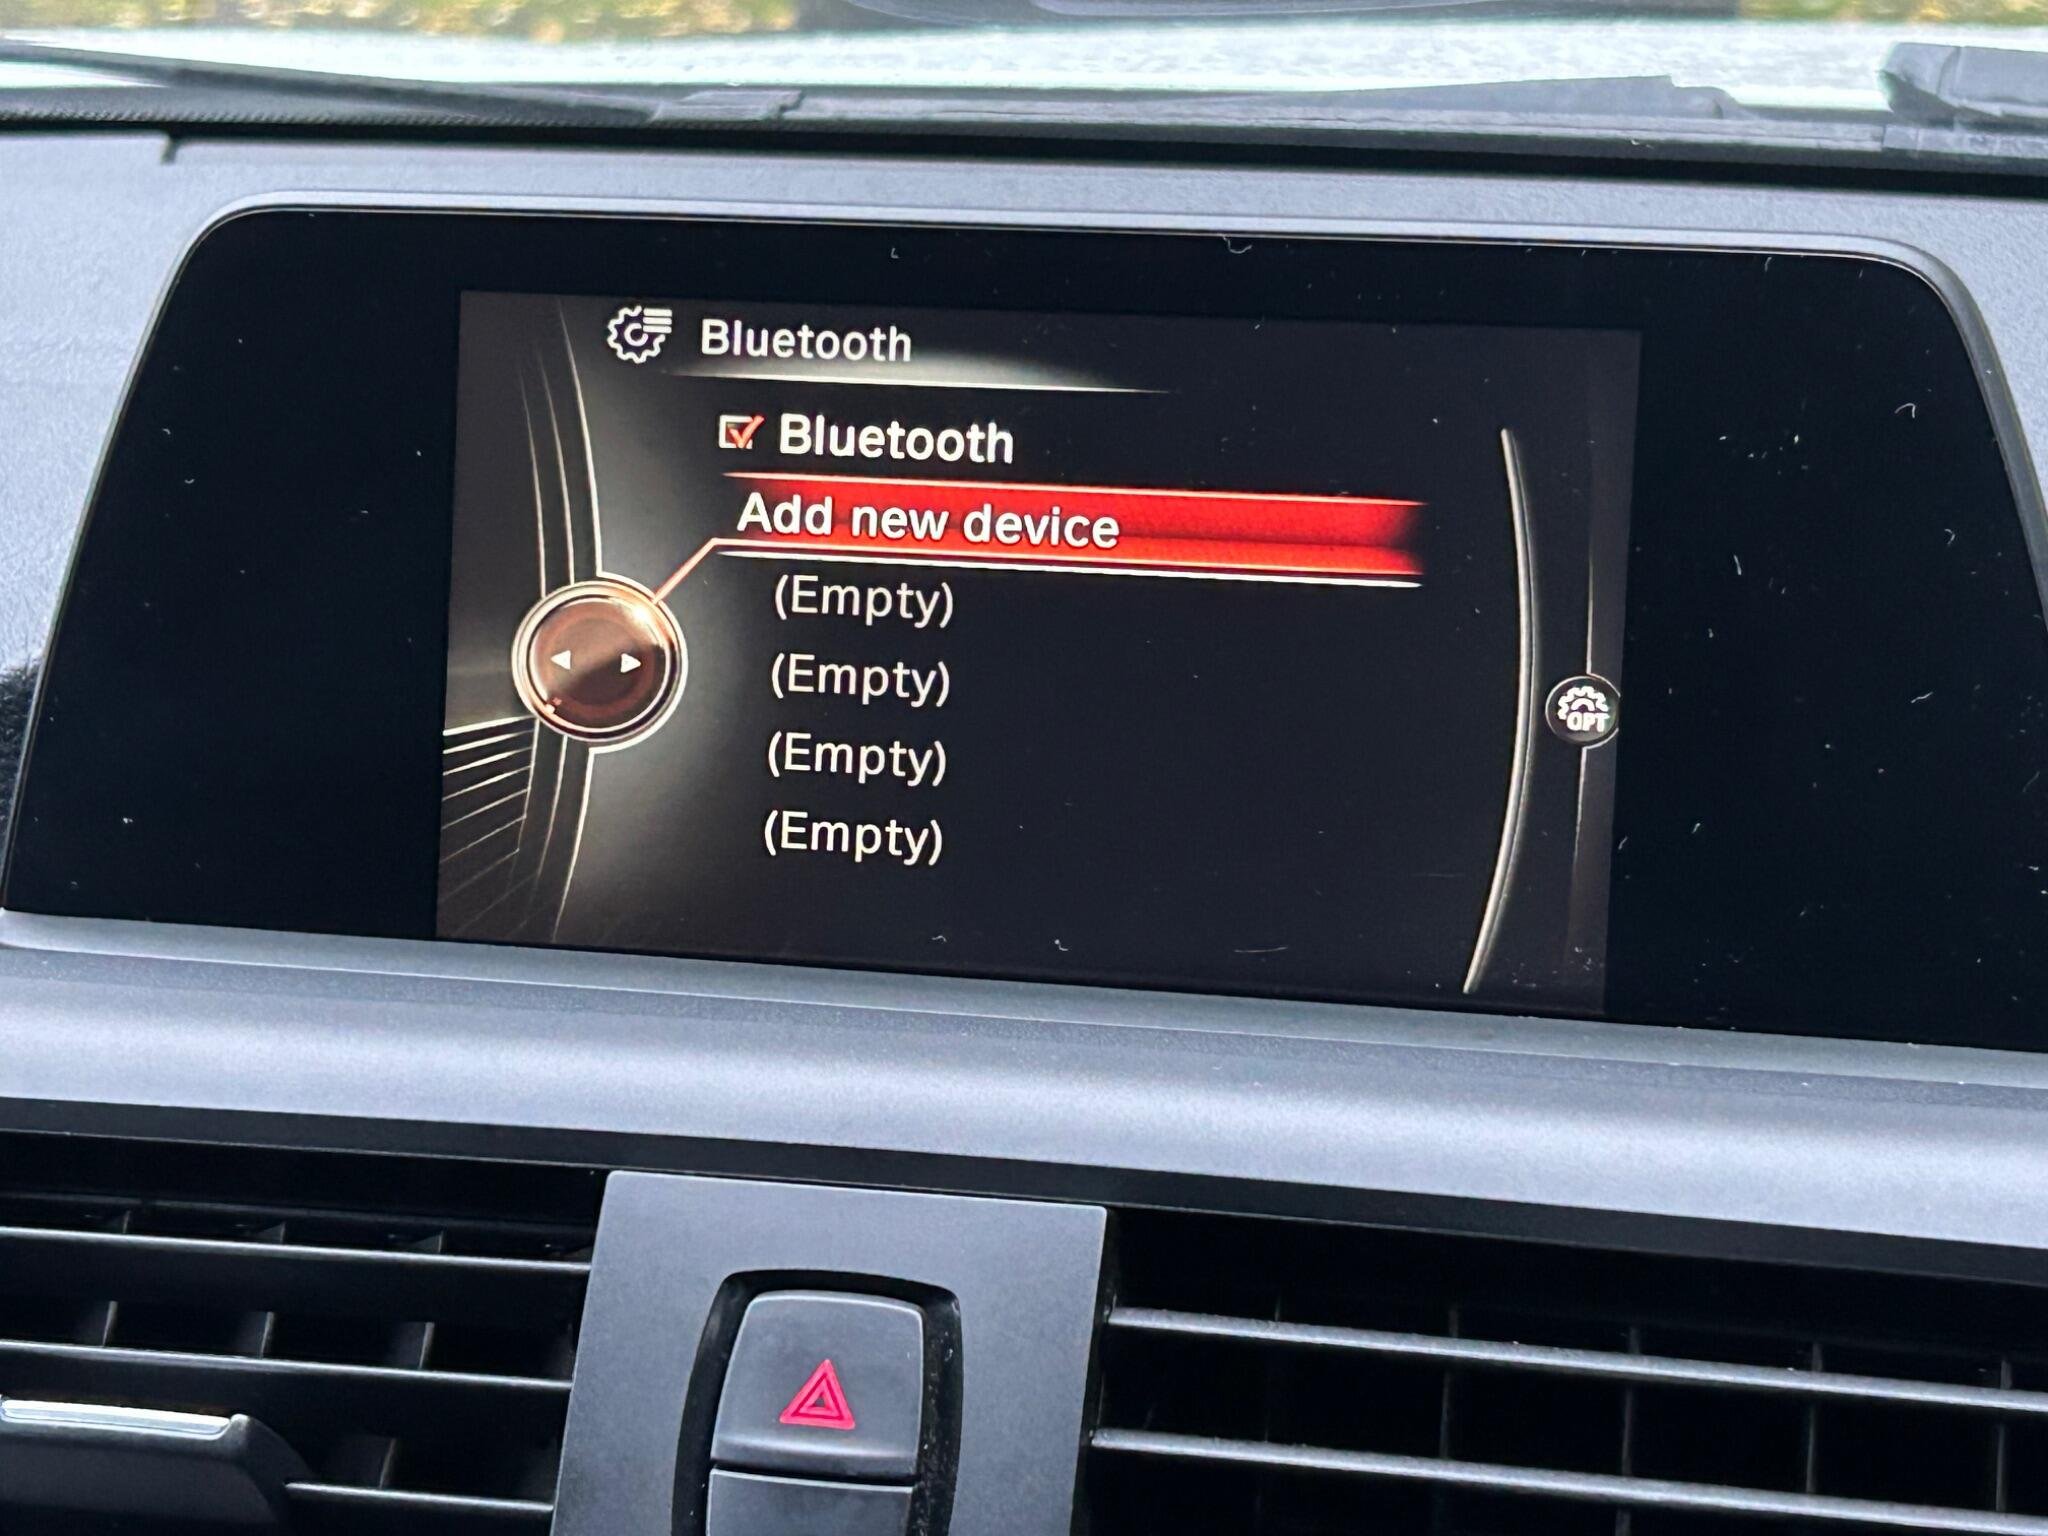 Bluetooth
Bluetooth
Add new device
(Empty)
(Empty)
(Empty)
(Empty)
OPT